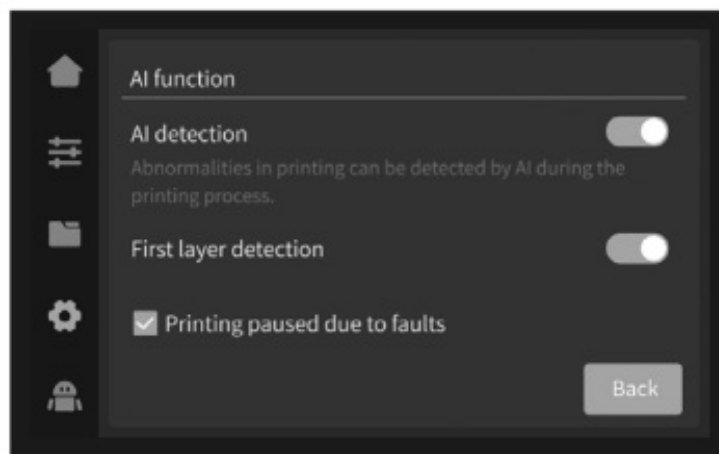 AI function
AI detection
Abnormalities in printing can be detected by AI during the
printing process.
First layer detection
Printing paused due to faults
Back